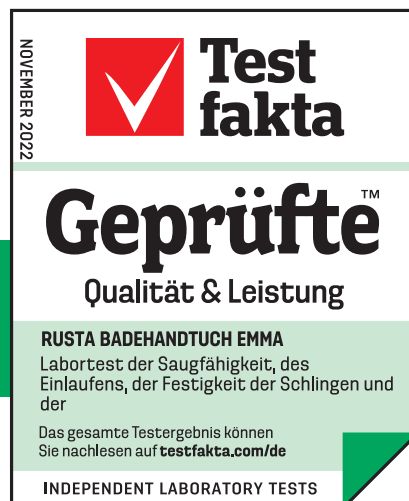 NOVEMBER 2022
Test
fakta
Geprüfte™
Qualität & Leistung
RUSTA BADEHANDTUCH EMMA
Labortest der Saugfähigkeit, des
Einlaufens, der Festigkeit der Schlingen und
der
Das gesamte Testergebnis können
Sie nachlesen auf testfakta.com/de
INDEPENDENT LABORATORY TESTS